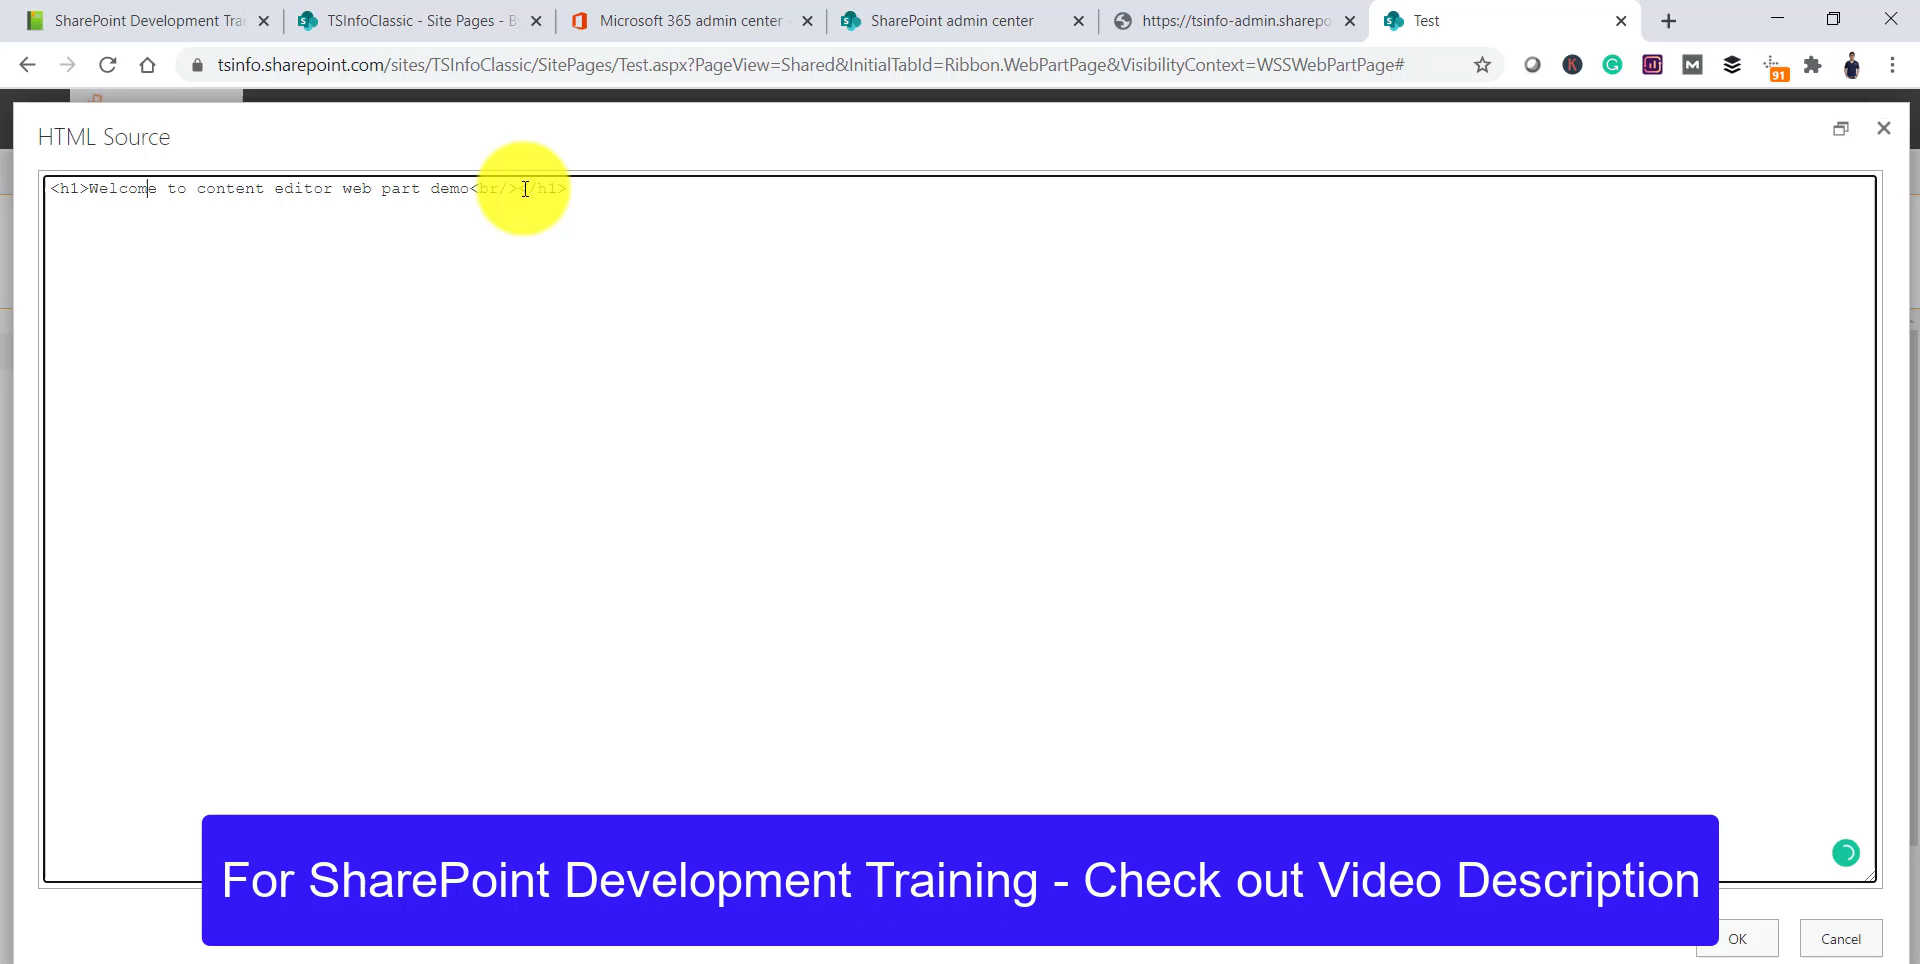 SharePoint Development Trai
TSInfoClassic - Site Pages - B
Microsoft 365 admin center
SharePoint admin center
https://tsinfo-admin.sharepo
Test
tsinfo.sharepoint.com/sites/TSInfoClassic/SitePages/Test.aspx?PageView=Shared&InitialTabId=Ribbon.WebPartPage&VisibilityContext=WSSWebPartPage#
K
G
M
91
HTML Source
<h1>Welcome to content editor web part demo<br/></h1>
For SharePoint Development Training - Check out Video Description
OK
Cancel